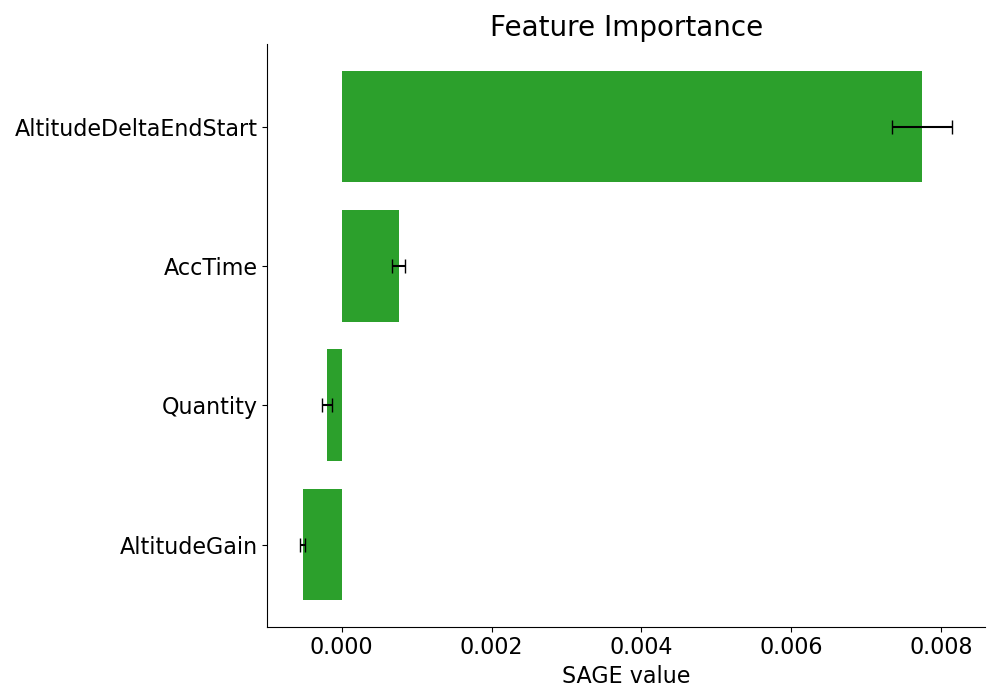 Feature Importance
AltitudeDeltaEndStart
AccTime
Quantity
AltitudeGain
0.000 0.002 0.004 0.006 0.008
SAGE value